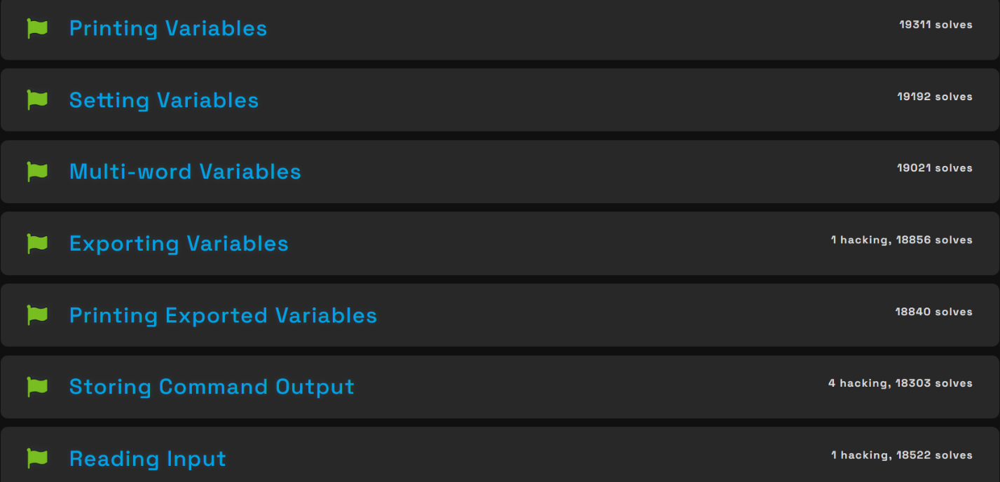 Printing Variables
19311 solves
Setting Variables
19192 solves
Multi-word Variables
19021 solves
Exporting Variables
1 hacking, 18856 solves
Printing Exported Variables
18840 solves
Storing Command Output
4 hacking, 18303 solves
Reading Input
1 hacking, 18522 solves